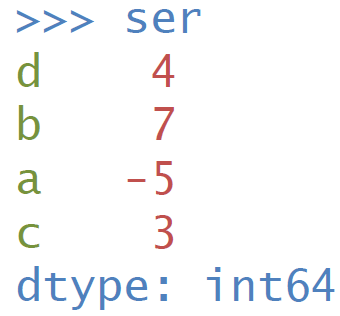 >>> ser
d    4
b    7
a   -5
c    3
dtype: int64